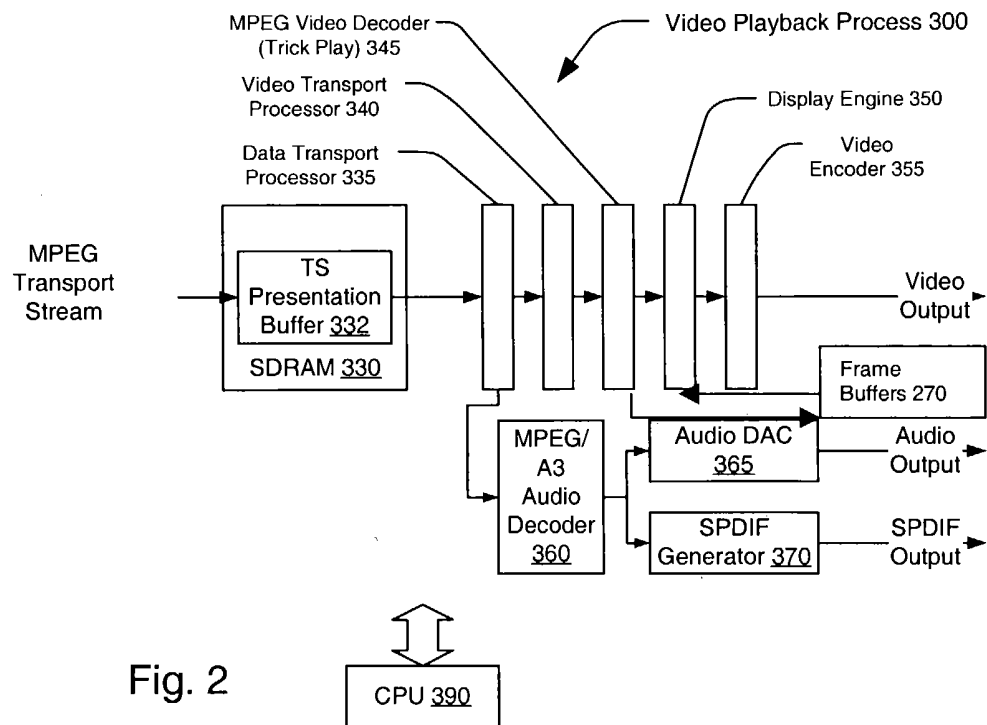 MPEG Video Decoder
(Trick Play) 345
Video Playback Process 300
Video Transport
Processor 340
Display Engine 350
Data Transport
Processor 335
Video
Encoder 355
MPEG
Transport
Stream
TS
Presentation
Buffer 332
SDRAM 330
Video
Output
Frame
Buffers 270
MPEG/
A3
Audio
Decoder
360
Audio DAC
365
Audio
Output
SPDIF
Generator 370
SPDIF
Output
Fig. 2
CPU 390